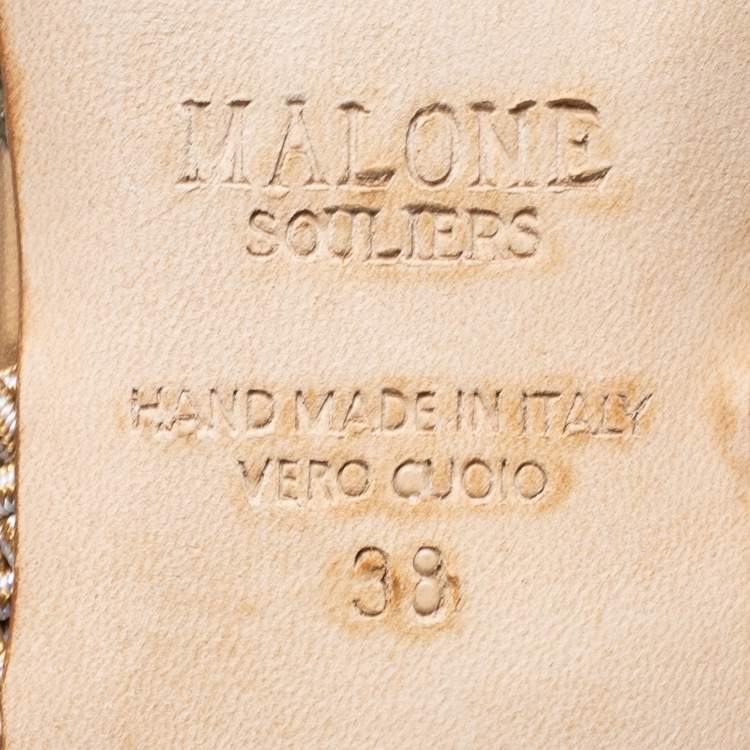 MALONE
SOULIERS
HAND MADE IN ITALY
VERO CUOIO
38